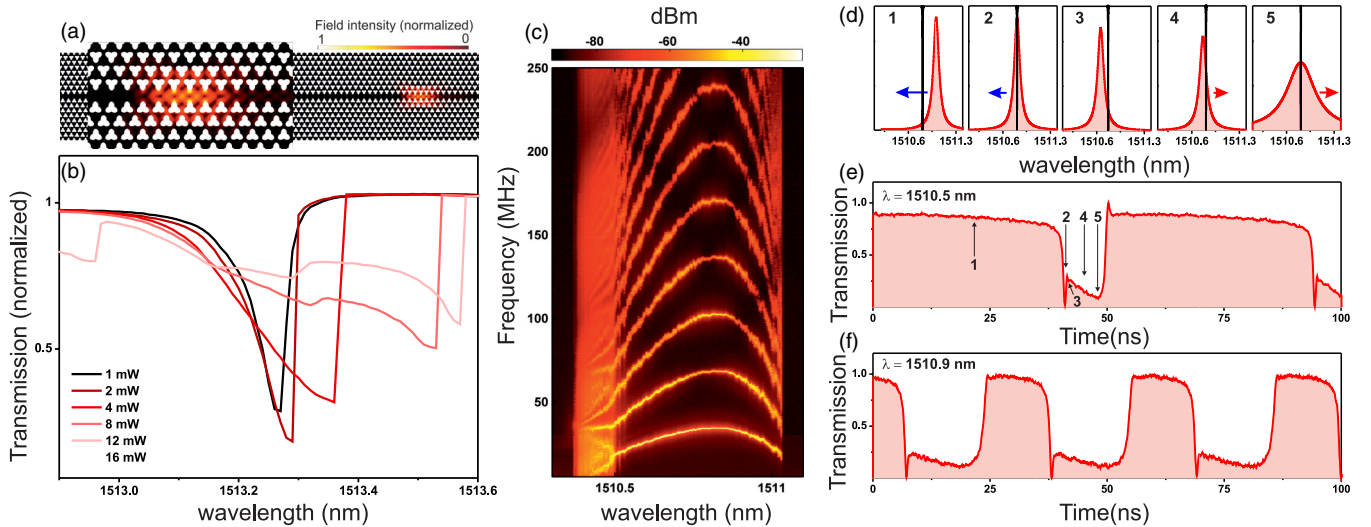 (a)
Field intensity (normalized)
1 0
(b)
Transmission (normalized)
1
0.5
1 mW
2 mW
4 mW
8 mW
12 mW
16 mW
1513.0 1513.2 1513.4 1513.6
wavelength (nm)
(c)
dBm
-80 -40
Frequency (MHz)
250
200
150
100
50
1510.5 1511
wavelength (nm)
(d)
1 2 3 4 5
1510.6 1511.3 1510.6 1511.3 1510.6 1511.3 1510.6 1511.3 1510.6 1511.3
wavelength (nm)
(e)
λ = 1510.5 nm
Transmission
1.0
0.5
1
2 4 5
3
0 25 50 75 100
Time(ns)
(f)
λ = 1510.9 nm
Transmission
1.0
0.5
0 25 50 75 100
Time(ns)